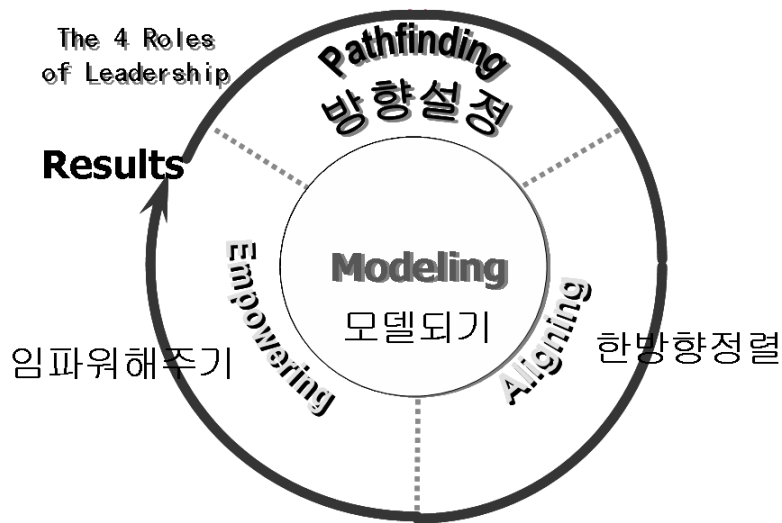 The 4 Roles
of Leadership
Pathfinding
방향설정
Results
Modeling
모델되기
Empowering
임파워해주기
Aligning
한방향정렬